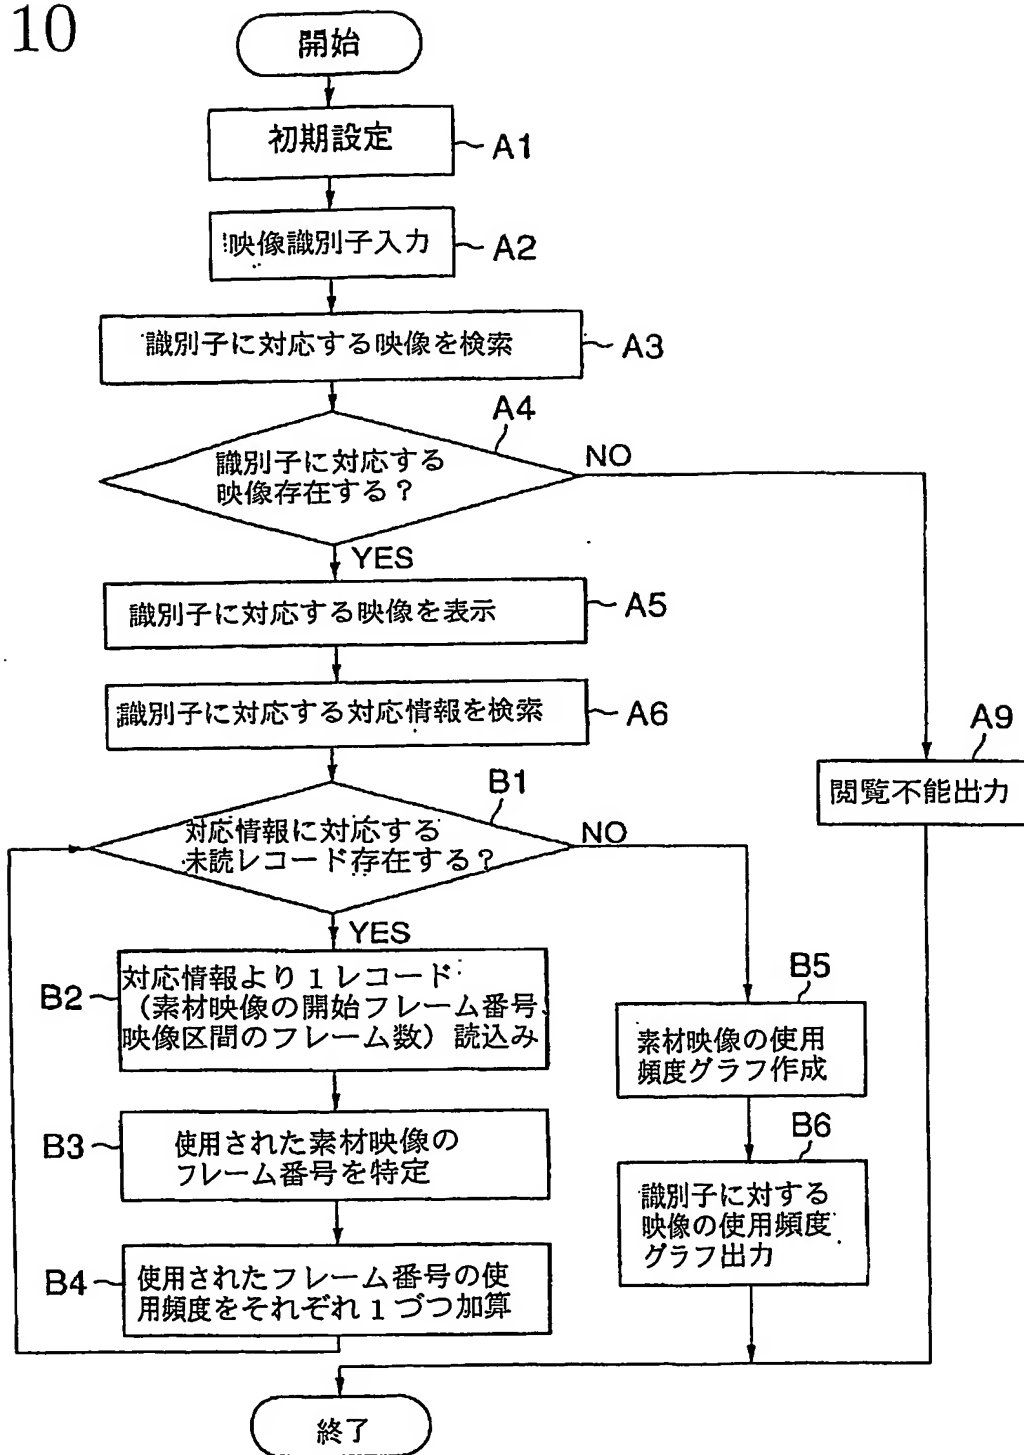 10
開始
初期設定
A1
映像識別子入力
A2
識別子に対応する映像を検索
A3
A4
識別子に対応する
映像存在する？
NO
YES
識別子に対応する映像を表示
A5
識別子に対応する対応情報を検索
A6
A9
閲覧不能出力
B1
対応情報に対応する
未読レコード存在する？
NO
YES
B2
対応情報より１レコード
（素材映像の開始フレーム番号、
映像区間のフレーム数）読込み
B3
使用された素材映像の
フレーム番号を特定
B4
使用されたフレーム番号の使
用頻度をそれぞれ１づつ加算
B5
素材映像の使用
頻度グラフ作成
B6
識別子に対する
映像の使用頻度
グラフ出力
終了